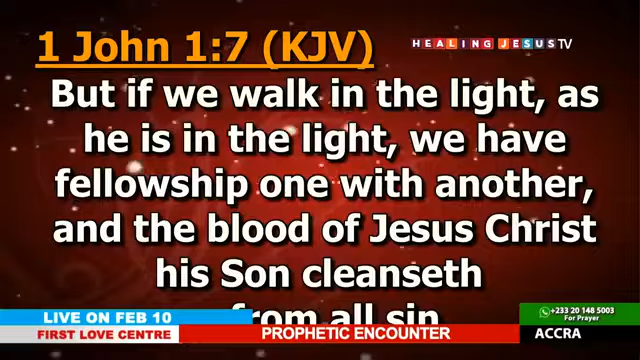 1 John 1:7 (KJV)
HEALING JESUS TV
But if we walk in the light, as
he is in the light, we have
fellowship one with another,
and the blood of Jesus Christ
his Son cleanseth
from all sin
LIVE ON FEB 10
+233 20 148 5003
For Prayer
FIRST LOVE CENTRE
PROPHETIC ENCOUNTER
ACCRA